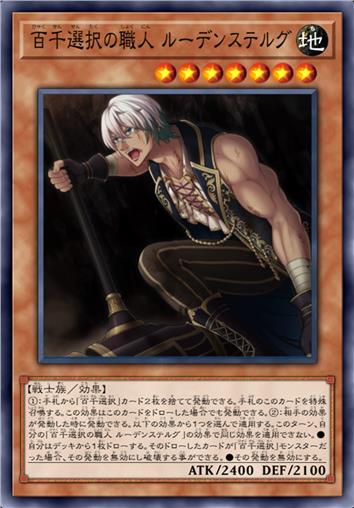 百千選択の職人 ルーデンステルグ
地
【戦士族／効果】
①：手札から「百千選択」カード２枚を捨てて発動できる。手札のこのカードを特殊
召喚する。この効果はこのカードをドローした場合でも発動できる。②：相手の効果
が発動した時に発動できる。以下の効果から１つを選んで適用する。このターン、自
分の「百千選択の職人 ルーデンステルグ」の効果で同じ効果を適用できない。●
自分はデッキから１枚ドローする。そのドローしたカードが「百千選択」モンスターだ
った場合、その発動を無効にし破壊する事ができる。●その発動を無効にする。
ATK/2400 DEF/2100